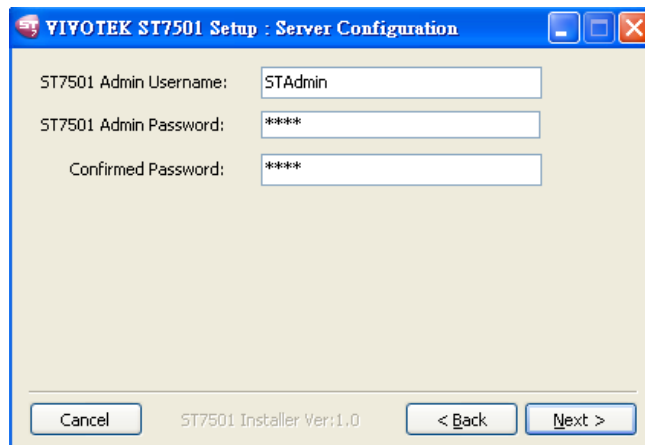 VIVOTEK ST7501 Setup : Server Configuration
ST7501 Admin Username: STAdmin
ST7501 Admin Password: ****
Confirmed Password: ****
Cancel ST7501 Installer Ver:1.0 < Back Next >